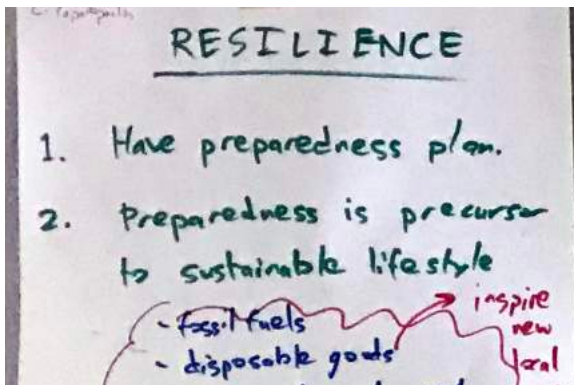 RESILIENCE
1. Have preparedness plan.
2. Preparedness is precursor
to sustainable lifestyle
- fossil fuels
- disposable goods
inspire
new
local